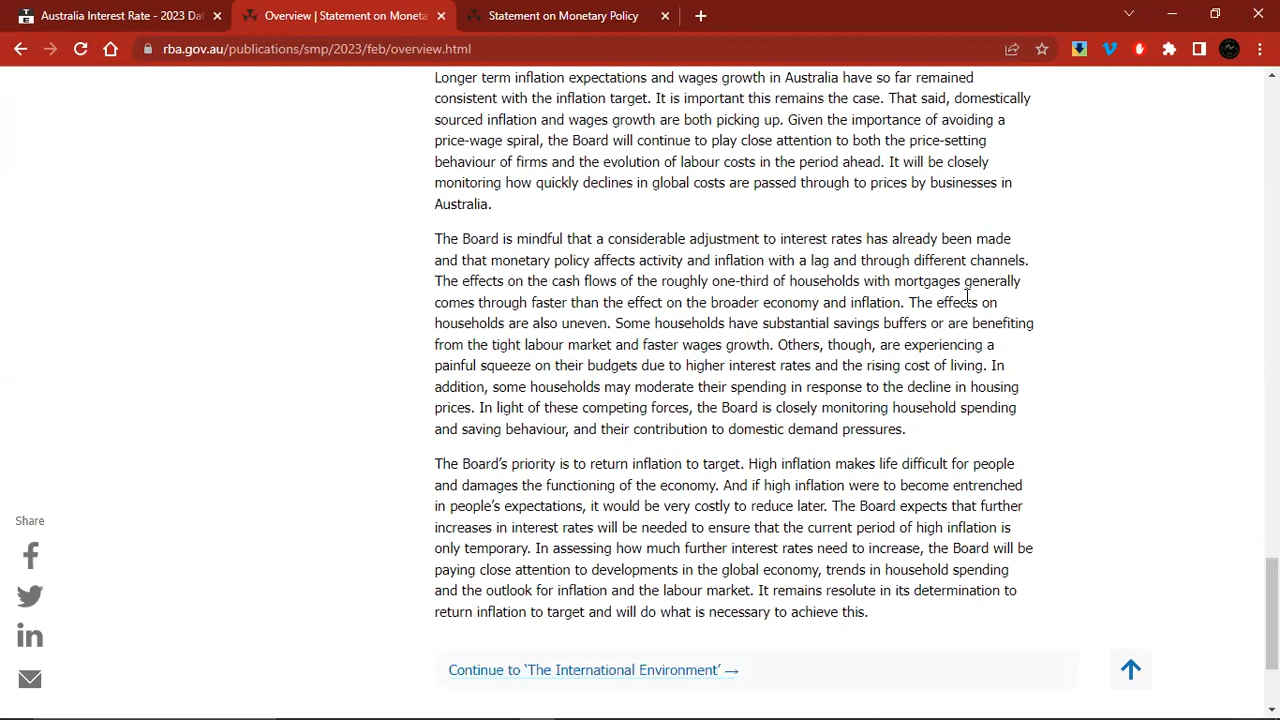 Australia Interest Rate - 2023 Da
Overview | Statement on Moneta
Statement on Monetary Policy
rba.gov.au/publications/smp/2023/feb/overview.html
Longer term inflation expectations and wages growth in Australia have so far remained
consistent with the inflation target. It is important this remains the case. That said, domestically
sourced inflation and wages growth are both picking up. Given the importance of avoiding a
price-wage spiral, the Board will continue to play close attention to both the price-setting
behaviour of firms and the evolution of labour costs in the period ahead. It will be closely
monitoring how quickly declines in global costs are passed through to prices by businesses in
Australia.
The Board is mindful that a considerable adjustment to interest rates has already been made
and that monetary policy affects activity and inflation with a lag and through different channels.
The effects on the cash flows of the roughly one-third of households with mortgages generally
comes through faster than the effect on the broader economy and inflation. The effects on
households are also uneven. Some households have substantial savings buffers or are benefiting
from the tight labour market and faster wages growth. Others, though, are experiencing a
painful squeeze on their budgets due to higher interest rates and the rising cost of living. In
addition, some households may moderate their spending in response to the decline in housing
prices. In light of these competing forces, the Board is closely monitoring household spending
and saving behaviour, and their contribution to domestic demand pressures.
The Board’s priority is to return inflation to target. High inflation makes life difficult for people
and damages the functioning of the economy. And if high inflation were to become entrenched
in people’s expectations, it would be very costly to reduce later. The Board expects that further
increases in interest rates will be needed to ensure that the current period of high inflation is
only temporary. In assessing how much further interest rates need to increase, the Board will be
paying close attention to developments in the global economy, trends in household spending
and the outlook for inflation and the labour market. It remains resolute in its determination to
return inflation to target and will do what is necessary to achieve this.
Share
Continue to ‘The International Environment’ →